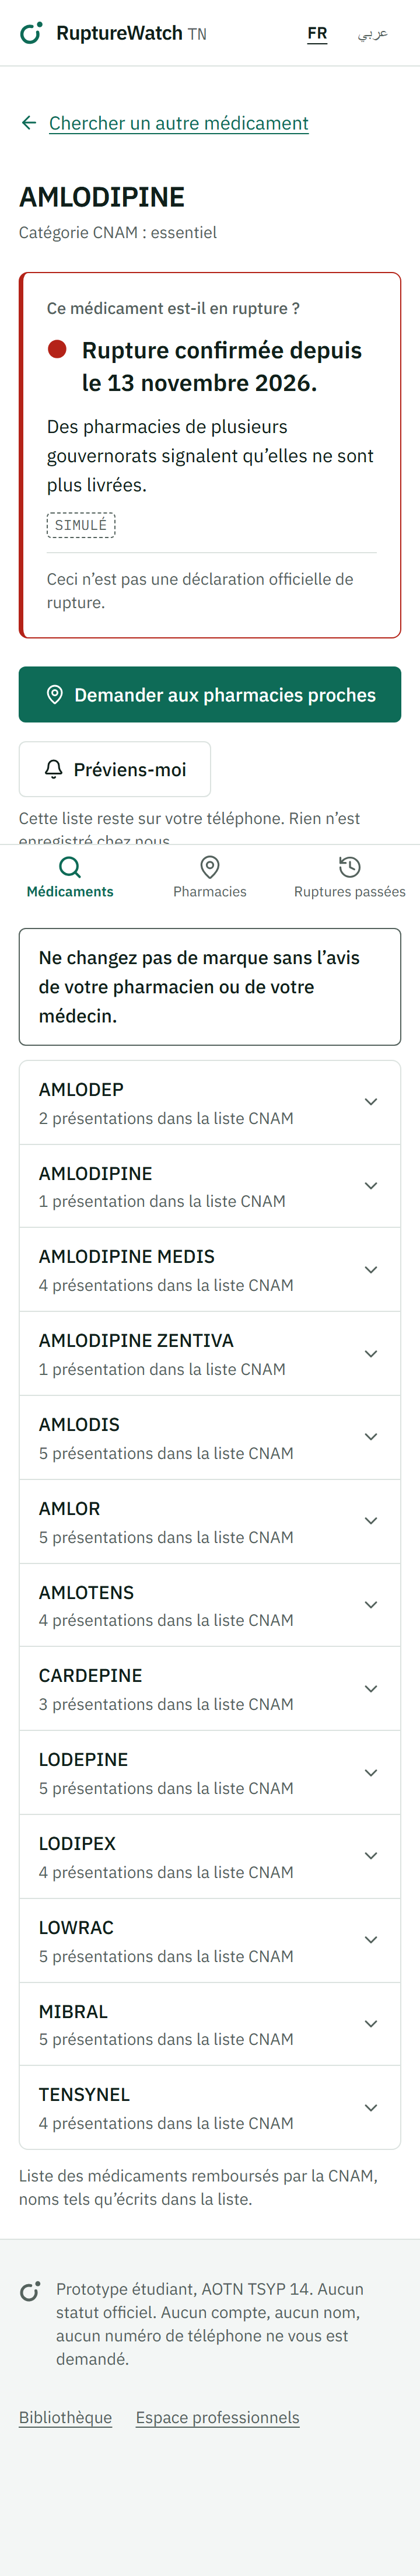 RuptureWatch TN
FR
عربي
Chercher un autre médicament
AMLODIPINE
Catégorie CNAM : essentiel
Ce médicament est-il en rupture ?
Rupture confirmée depuis
le 13 novembre 2026.
Des pharmacies de plusieurs
gouvernorats signalent qu’elles ne sont
plus livrées.
SIMULÉ
Ceci n’est pas une déclaration officielle de
rupture.
Demander aux pharmacies proches
Préviens-moi
Cette liste reste sur votre téléphone. Rien n’est
enregistré chez nous
Médicaments
Pharmacies
Ruptures passées
Ne changez pas de marque sans l’avis
de votre pharmacien ou de votre
médecin.
AMLODEP
2 présentations dans la liste CNAM
AMLODIPINE
1 présentation dans la liste CNAM
AMLODIPINE MEDIS
4 présentations dans la liste CNAM
AMLODIPINE ZENTIVA
1 présentation dans la liste CNAM
AMLODIS
5 présentations dans la liste CNAM
AMLOR
5 présentations dans la liste CNAM
AMLOTENS
4 présentations dans la liste CNAM
CARDEPINE
3 présentations dans la liste CNAM
LODEPINE
5 présentations dans la liste CNAM
LODIPEX
4 présentations dans la liste CNAM
LOWRAC
5 présentations dans la liste CNAM
MIBRAL
5 présentations dans la liste CNAM
TENSYNEL
4 présentations dans la liste CNAM
Liste des médicaments remboursés par la CNAM,
noms tels qu’écrits dans la liste.
Prototype étudiant, AOTN TSYP 14. Aucun
statut officiel. Aucun compte, aucun nom,
aucun numéro de téléphone ne vous est
demandé.
Bibliothèque
Espace professionnels